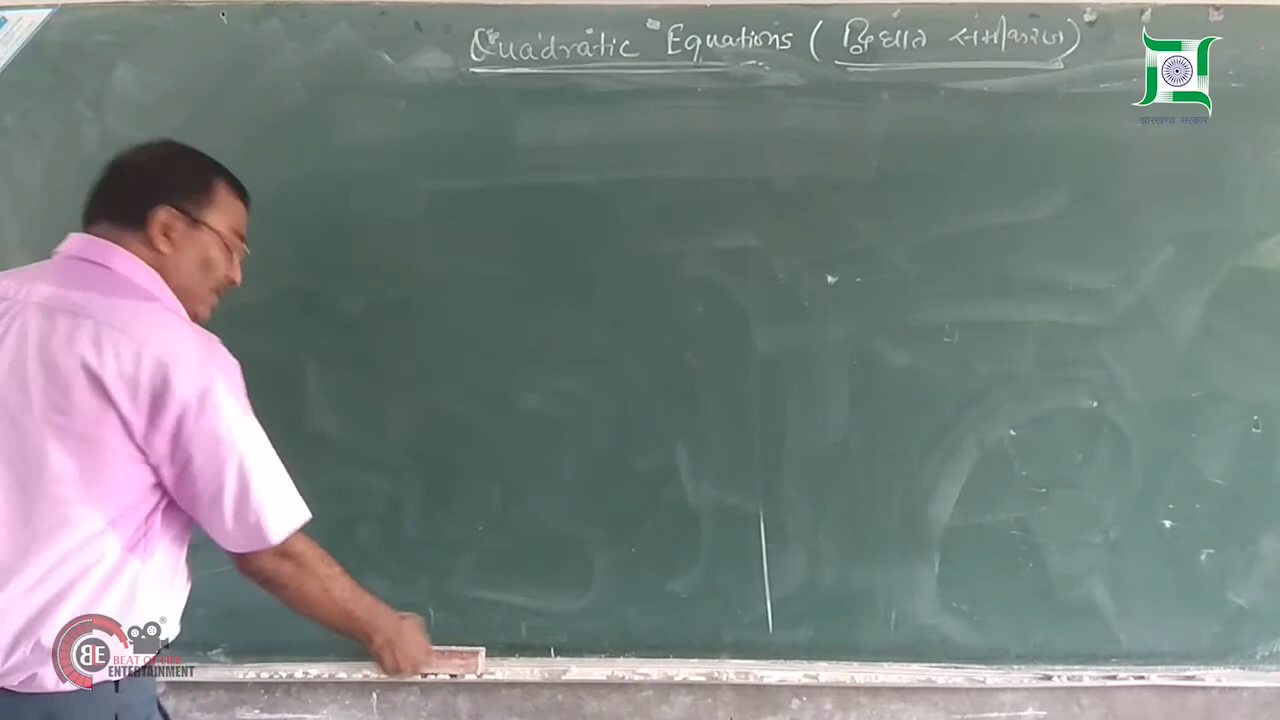 Quadratic Equations ( द्विघात समीकरण )
झारखण्ड सरकार
BEAT OF LIFE
ENTERTAINMENT